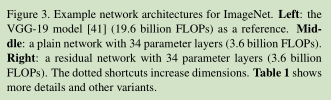 Figure 3. Example network architectures for ImageNet. Left: the
VGG-19 model [41] (19.6 billion FLOPs) as a reference. Mid-
dle: a plain network with 34 parameter layers (3.6 billion FLOPs).
Right: a residual network with 34 parameter layers (3.6 billion
FLOPs). The dotted shortcuts increase dimensions. Table 1 shows
more details and other variants.